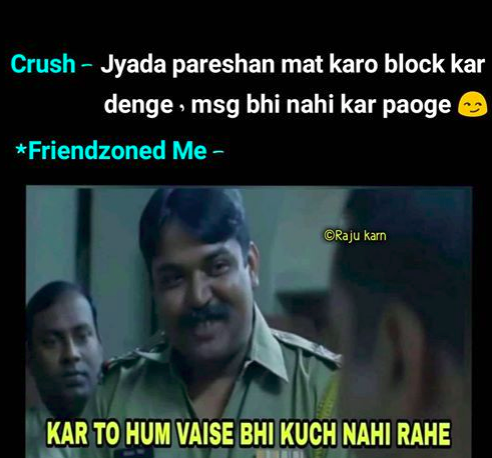 Crush – Jyada pareshan mat karo block kar
denge , msg bhi nahi kar paoge 😏
*Friendzoned Me –
©Raju karn
KAR TO HUM VAISE BHI KUCH NAHI RAHE